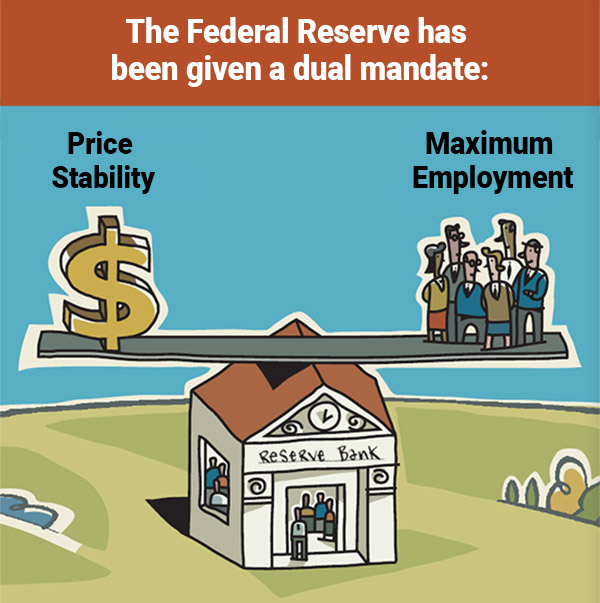 The Federal Reserve has
been given a dual mandate:
Price
Stability
Maximum
Employment
ReSeRve Bank